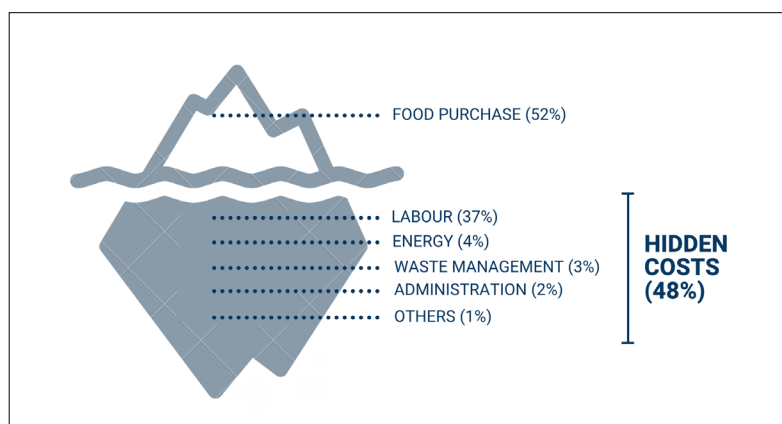 FOOD PURCHASE (52%)
LABOUR (37%)
ENERGY (4%)
WASTE MANAGEMENT (3%)
ADMINISTRATION (2%)
OTHERS (1%)
HIDDEN
COSTS
(48%)